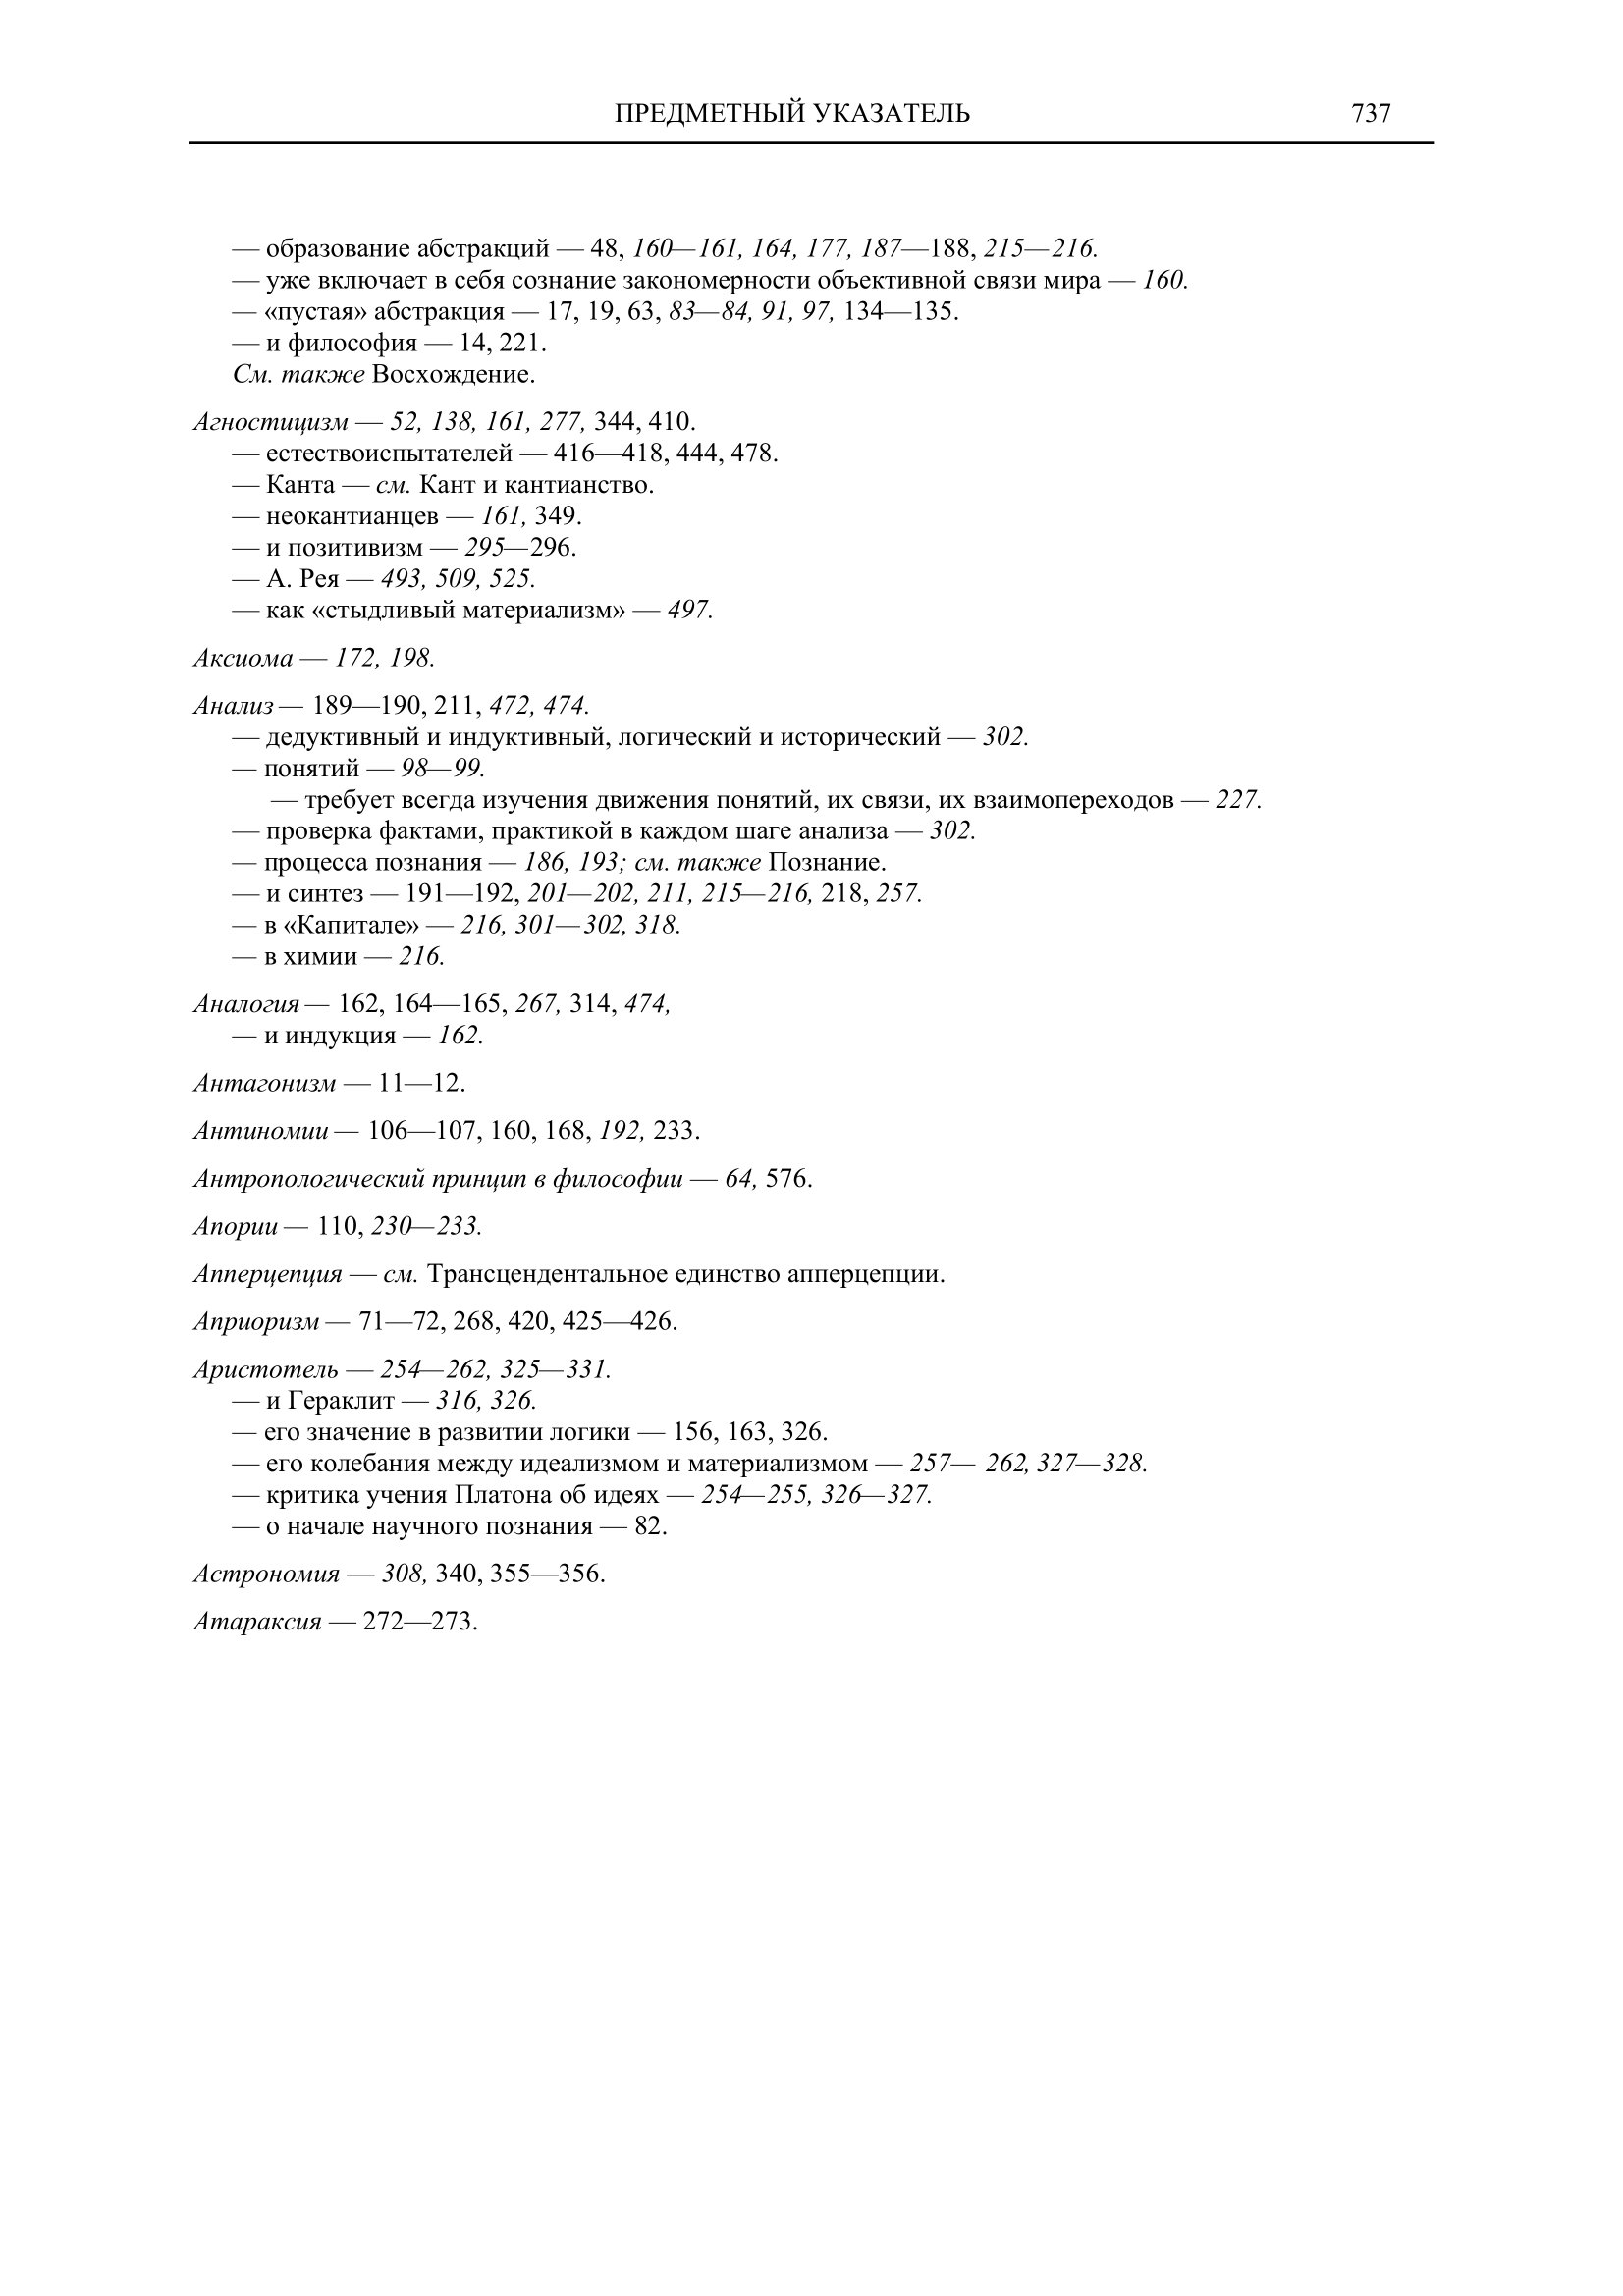 ПРЕДМЕТНЫЙ УКАЗАТЕЛЬ 737
— образование абстракций — 48, 160—161, 164, 177, 187—188, 215—216.
— уже включает в себя сознание закономерности объективной связи мира — 160.
— «пустая» абстракция — 17, 19, 63, 83—84, 91, 97, 134—135.
— и философия — 14, 221.
См. также Восхождение.
Агностицизм — 52, 138, 161, 277, 344, 410.
— естествоиспытателей — 416—418, 444, 478.
— Канта — см. Кант и кантианство.
— неокантианцев — 161, 349.
— и позитивизм — 295—296.
— А. Рея — 493, 509, 525.
— как «стыдливый материализм» — 497.
Аксиома — 172, 198.
Анализ — 189—190, 211, 472, 474.
— дедуктивный и индуктивный, логический и исторический — 302.
— понятий — 98—99.
— требует всегда изучения движения понятий, их связи, их взаимопереходов — 227.
— проверка фактами, практикой в каждом шаге анализа — 302.
— процесса познания — 186, 193; см. также Познание.
— и синтез — 191—192, 201—202, 211, 215—216, 218, 257.
— в «Капитале» — 216, 301—302, 318.
— в химии — 216.
Аналогия — 162, 164—165, 267, 314, 474,
— и индукция — 162.
Антагонизм — 11—12.
Антиномии — 106—107, 160, 168, 192, 233.
Антропологический принцип в философии — 64, 576.
Апории — 110, 230—233.
Апперцепция — см. Трансцендентальное единство апперцепции.
Априоризм — 71—72, 268, 420, 425—426.
Аристотель — 254—262, 325—331.
— и Гераклит — 316, 326.
— его значение в развитии логики — 156, 163, 326.
— его колебания между идеализмом и материализмом — 257— 262, 327—328.
— критика учения Платона об идеях — 254—255, 326—327.
— о начале научного познания — 82.
Астрономия — 308, 340, 355—356.
Атараксия — 272—273.